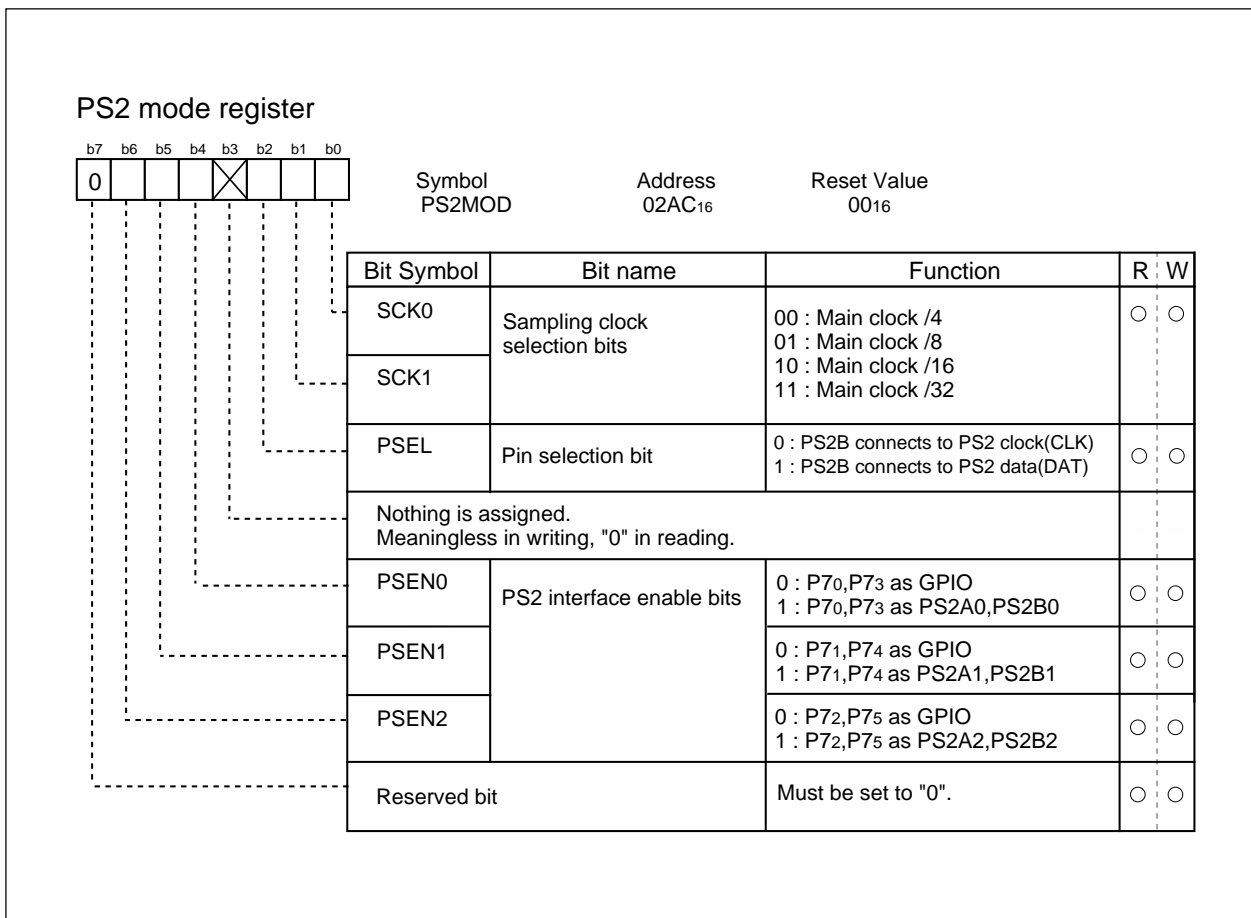 PS2 mode register
b7 b6 b5 b4 b3 b2 b1 b0
0
Symbol Address Reset Value
PS2MOD 02AC16 0016
Bit Symbol Bit name Function R W
SCK0
Sampling clock
selection bits
00 : Main clock /4
01 : Main clock /8
10 : Main clock /16
11 : Main clock /32
SCK1
PSEL
Pin selection bit
0 : PS2B connects to PS2 clock(CLK)
1 : PS2B connects to PS2 data(DAT)
Nothing is assigned.
Meaningless in writing, "0" in reading.
PSEN0
PS2 interface enable bits
0 : P70,P73 as GPIO
1 : P70,P73 as PS2A0,PS2B0
PSEN1
0 : P71,P74 as GPIO
1 : P71,P74 as PS2A1,PS2B1
PSEN2
0 : P72,P75 as GPIO
1 : P72,P75 as PS2A2,PS2B2
Reserved bit
Must be set to "0".